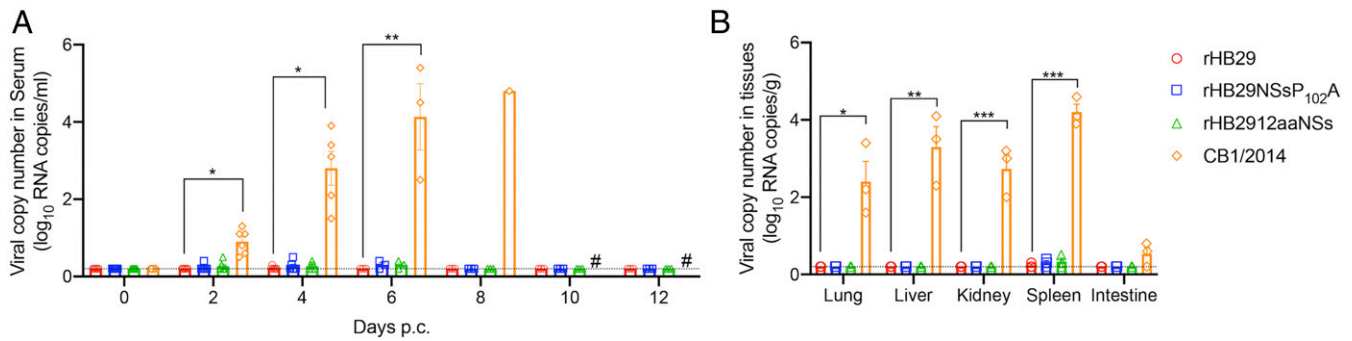 A
Viral copy number in Serum
(log10 RNA copies/ml)
6
4
2
0
*
*
**
#
#
0 2 4 6 8 10 12
Days p.c.
B
Viral copy number in tissues
(log10 RNA copies/g)
6
4
2
0
*
**
***
***
Lung Liver Kidney Spleen Intestine
rHB29
rHB29NSsP102A
rHB2912aaNSs
CB1/2014